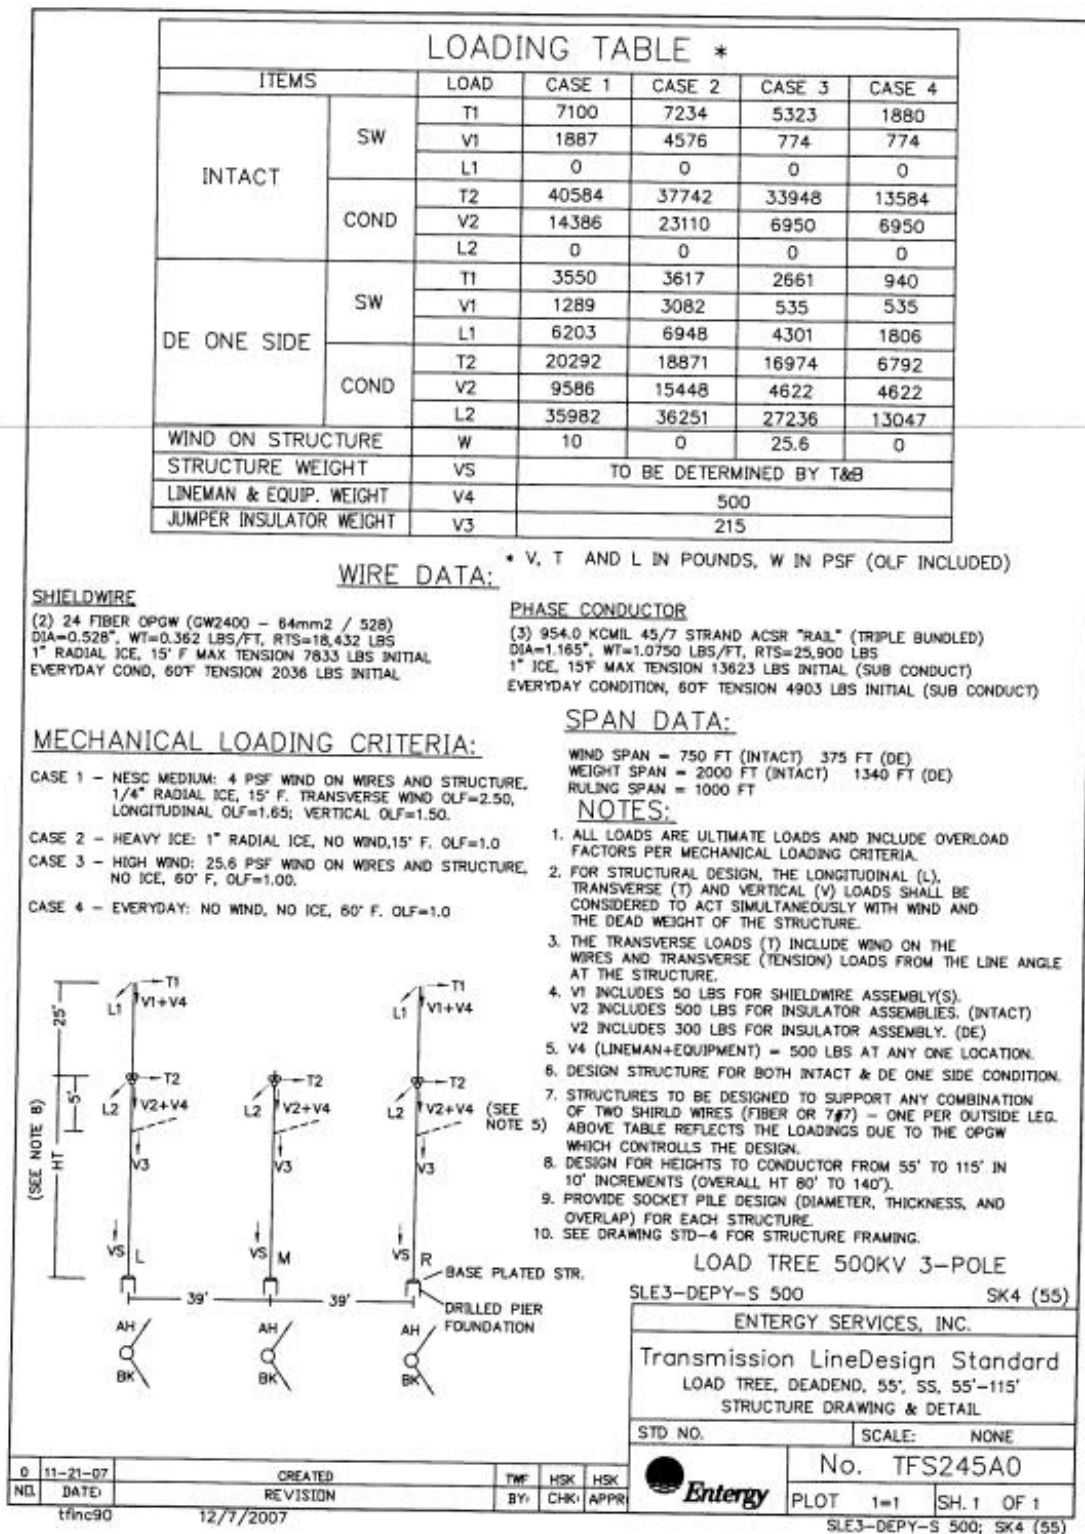 LOADING TABLE *
ITEMS LOAD CASE 1 CASE 2 CASE 3 CASE 4
INTACT SW T1 7100 7234 5323 1880
V1 1887 4576 774 774
L1 0 0 0 0
COND T2 40584 37742 33948 13584
V2 14386 23110 6950 6950
L2 0 0 0 0
DE ONE SIDE SW T1 3550 3617 2661 940
V1 1289 3082 535 535
L1 6203 6948 4301 1806
COND T2 20292 18871 16974 6792
V2 9586 15448 4622 4622
L2 35982 36251 27236 13047
WIND ON STRUCTURE W 10 0 25.6 0
STRUCTURE WEIGHT VS TO BE DETERMINED BY T&B
LINEMAN & EQUIP. WEIGHT V4 500
JUMPER INSULATOR WEIGHT V3 215
* V, T AND L IN POUNDS, W IN PSF (OLF INCLUDED)
WIRE DATA:
SHIELDWIRE
(2) 24 FIBER OPGW (GW2400 - 64mm2 / 528)
DIA=0.528", WT=0.362 LBS/FT, RTS=18,432 LBS
1" RADIAL ICE, 15° F MAX TENSION 7833 LBS INITIAL
EVERYDAY COND, 60°F TENSION 2036 LBS INITIAL
PHASE CONDUCTOR
(3) 954.0 KCMIL 45/7 STRAND ACSR "RAIL" (TRIPLE BUNDLED)
DIA=1.165", WT=1.0750 LBS/FT, RTS=25,900 LBS
1" ICE, 15°F MAX TENSION 13623 LBS INITIAL (SUB CONDUCT)
EVERYDAY CONDITION, 60°F TENSION 4903 LBS INITIAL (SUB CONDUCT)
MECHANICAL LOADING CRITERIA:
CASE 1 - NESC MEDIUM: 4 PSF WIND ON WIRES AND STRUCTURE,
1/4" RADIAL ICE, 15° F. TRANSVERSE WIND OLF=2.50,
LONGITUDINAL OLF=1.65; VERTICAL OLF=1.50.
CASE 2 - HEAVY ICE: 1" RADIAL ICE, NO WIND,15° F. OLF=1.0
CASE 3 - HIGH WIND: 25.6 PSF WIND ON WIRES AND STRUCTURE,
NO ICE, 60° F, OLF=1.00.
CASE 4 - EVERYDAY: NO WIND, NO ICE, 60° F. OLF=1.0
SPAN DATA:
WIND SPAN = 750 FT (INTACT) 375 FT (DE)
WEIGHT SPAN = 2000 FT (INTACT) 1340 FT (DE)
RULING SPAN = 1000 FT
NOTES:
1. ALL LOADS ARE ULTIMATE LOADS AND INCLUDE OVERLOAD
FACTORS PER MECHANICAL LOADING CRITERIA.
2. FOR STRUCTURAL DESIGN, THE LONGITUDINAL (L),
TRANSVERSE (T) AND VERTICAL (V) LOADS SHALL BE
CONSIDERED TO ACT SIMULTANEOUSLY WITH WIND AND
THE DEAD WEIGHT OF THE STRUCTURE.
3. THE TRANSVERSE LOADS (T) INCLUDE WIND ON THE
WIRES AND TRANSVERSE (TENSION) LOADS FROM THE LINE ANGLE
AT THE STRUCTURE.
4. V1 INCLUDES 50 LBS FOR SHIELDWIRE ASSEMBLY(S).
V2 INCLUDES 500 LBS FOR INSULATOR ASSEMBLIES. (INTACT)
V2 INCLUDES 300 LBS FOR INSULATOR ASSEMBLY. (DE)
5. V4 (LINEMAN+EQUIPMENT) = 500 LBS AT ANY ONE LOCATION.
6. DESIGN STRUCTURE FOR BOTH INTACT & DE ONE SIDE CONDITION.
7. STRUCTURES TO BE DESIGNED TO SUPPORT ANY COMBINATION
OF TWO SHIRLD WIRES (FIBER OR 7#7) - ONE PER OUTSIDE LEG.
ABOVE TABLE REFLECTS THE LOADINGS DUE TO THE OPGW
WHICH CONTROLLS THE DESIGN.
8. DESIGN FOR HEIGHTS TO CONDUCTOR FROM 55' TO 115' IN
10' INCREMENTS (OVERALL HT 80' TO 140').
9. PROVIDE SOCKET PILE DESIGN (DIAMETER, THICKNESS, AND
OVERLAP) FOR EACH STRUCTURE.
10. SEE DRAWING STD-4 FOR STRUCTURE FRAMING.
T1 T1
L1 V1+V4 L1 V1+V4
25'
T2 T2 T2
L2 V2+V4 L2 V2+V4 L2 V2+V4 (SEE
NOTE 5)
5'
(SEE NOTE 8)
HT
V3 V3 V3
VS L VS M VS R
BASE PLATED STR.
39' 39'
DRILLED PIER
FOUNDATION
AH AH AH
BK BK BK
LOAD TREE 500KV 3-POLE
SLE3-DEPY-S 500 SK4 (55)
ENTERGY SERVICES, INC.
Transmission LineDesign Standard
LOAD TREE, DEADEND, 55', SS, 55'-115'
STRUCTURE DRAWING & DETAIL
STD NO. SCALE: NONE
Entergy
No. TFS245A0
PLOT 1=1 SH. 1 OF 1
0 11-21-07 CREATED TWF HSK HSK
NO. DATE: REVISION BY: CHK: APPR:
tfinc90 12/7/2007
SLE3-DEPY-S 500; SK4 (55)